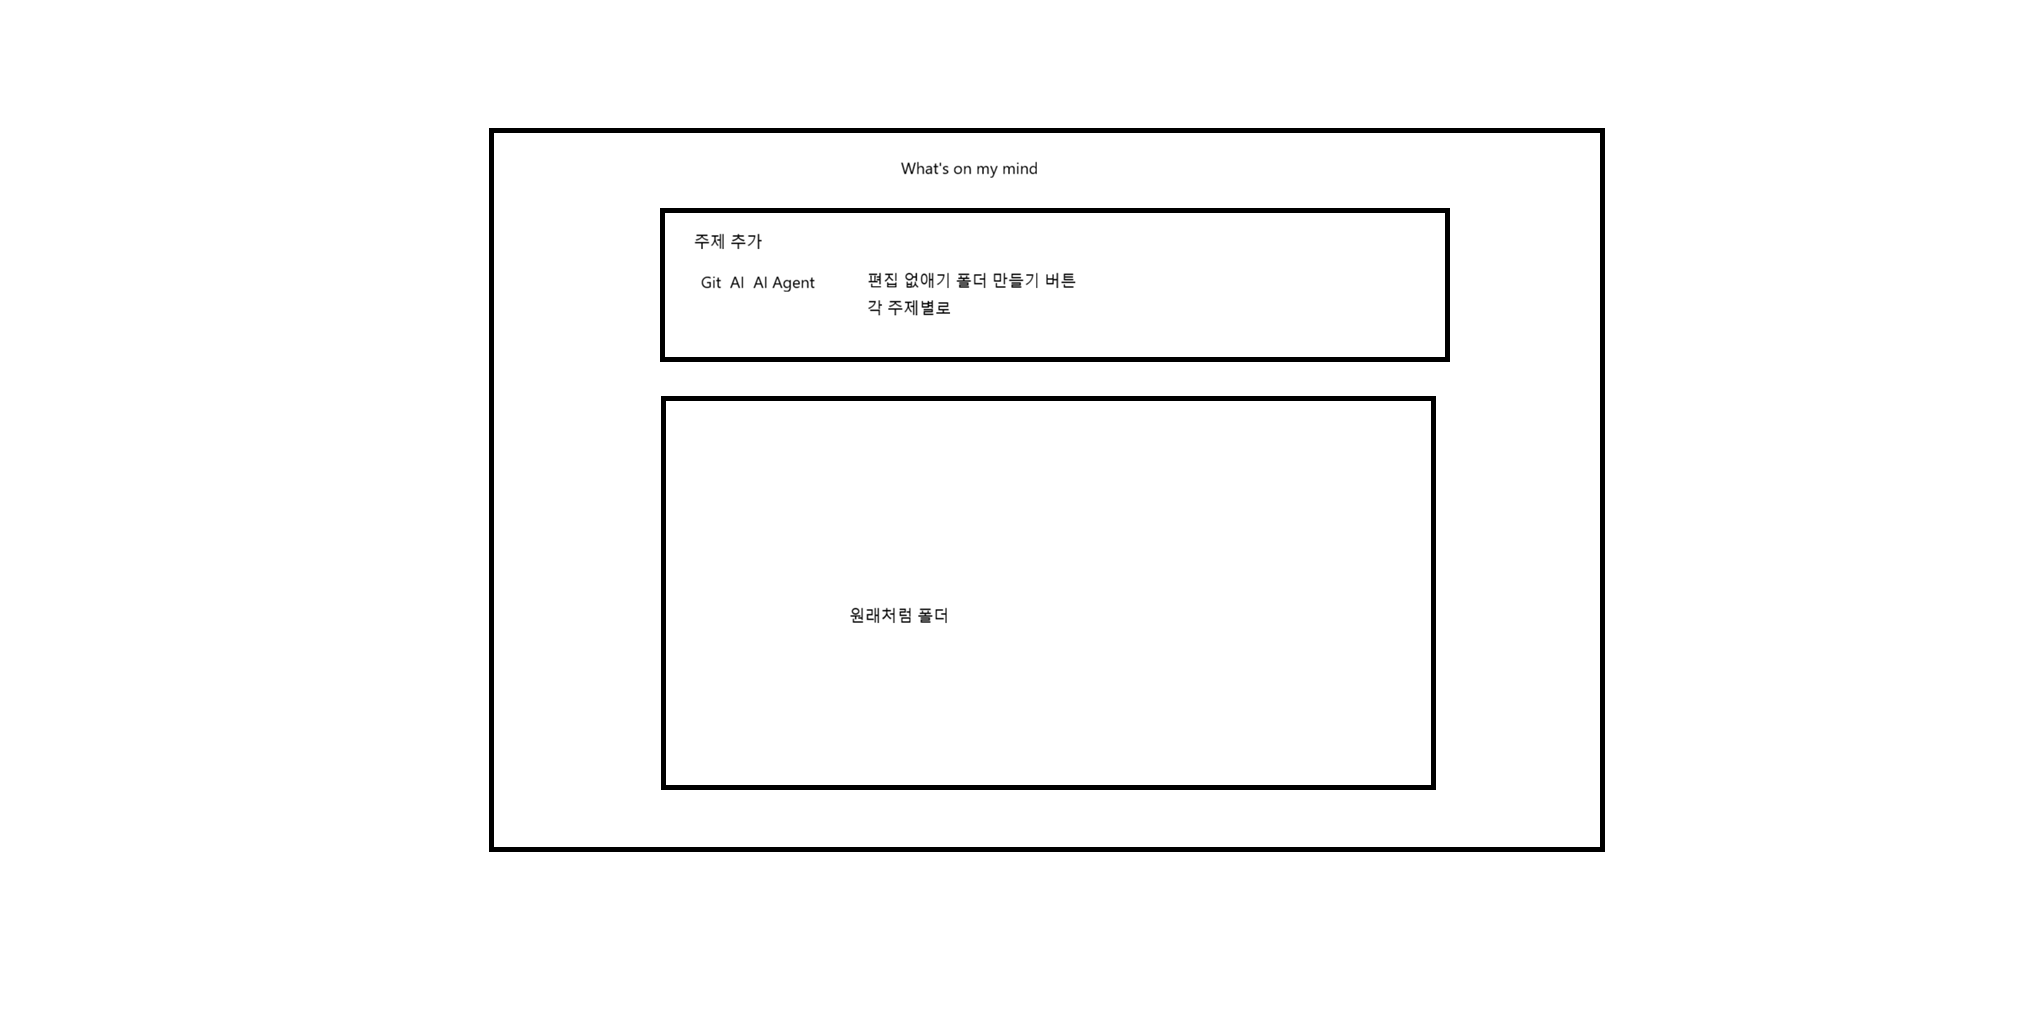 What's on my mind
주제 추가
Git AI AI Agent
편집 없애기 폴더 만들기 버튼
각 주제별로
원래처럼 폴더